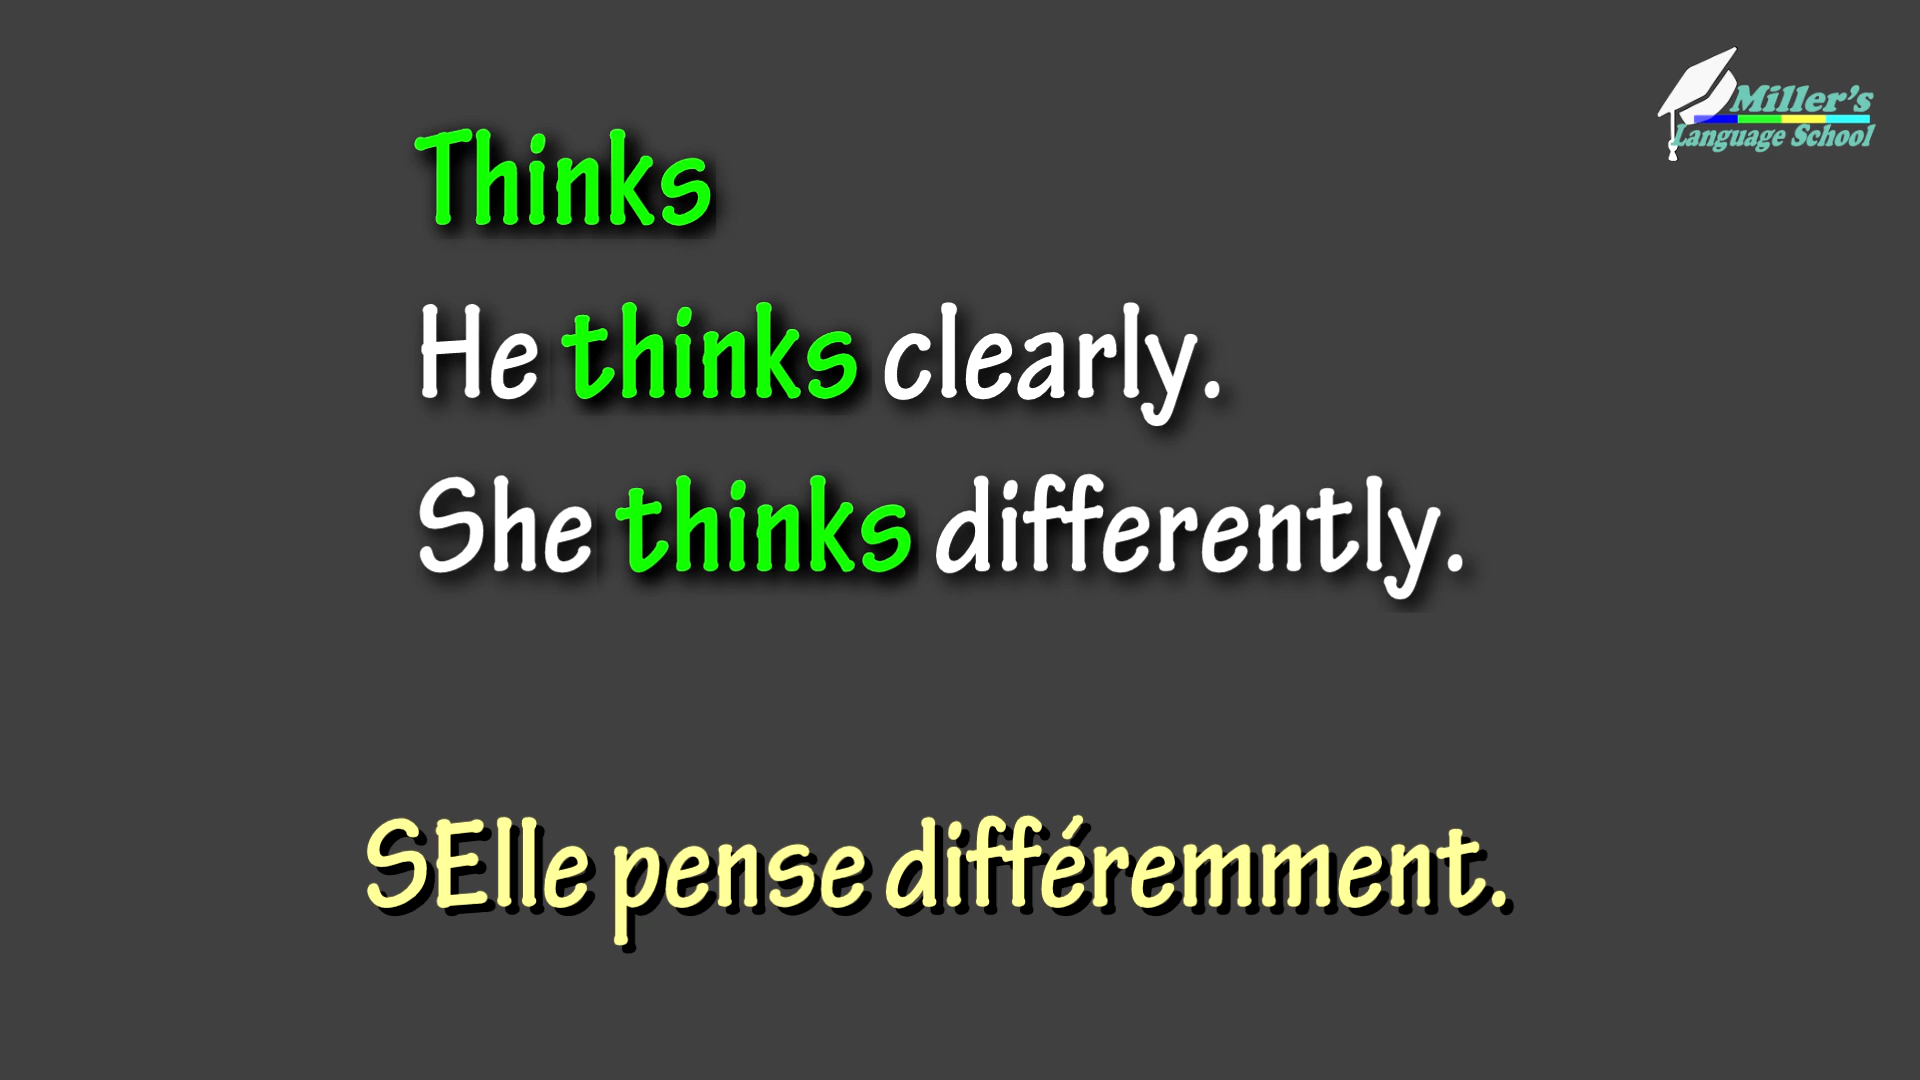 Miller's
Language School
Thinks
He thinks clearly.
She thinks differently.
SElle pense différemment.